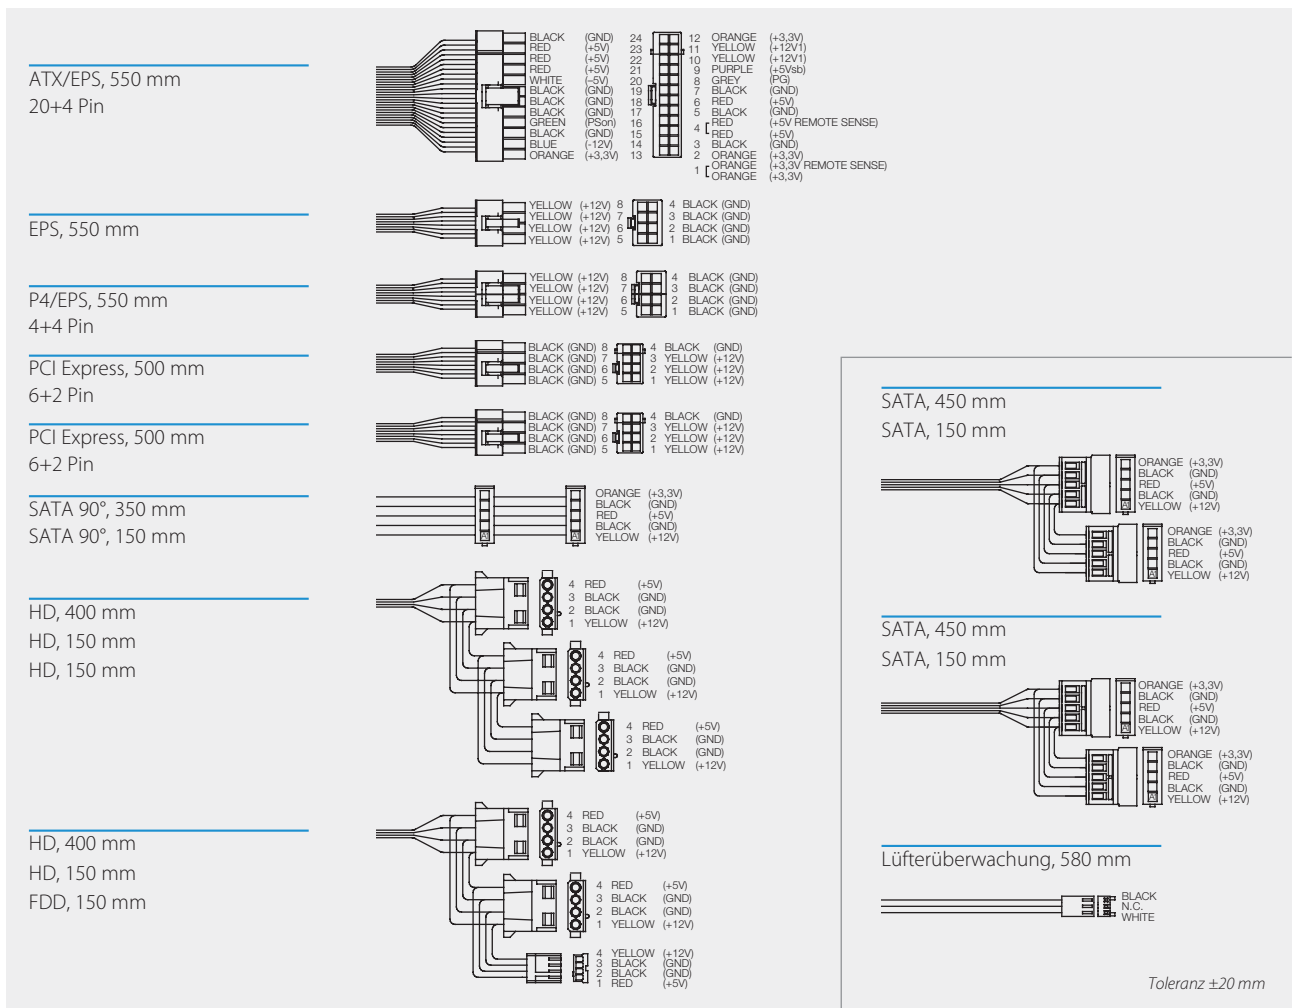 ATX/EPS, 550 mm
20+4 Pin
BLACK (GND) 24
RED (+5V) 23
RED (+5V) 22
RED (+5V) 21
WHITE (–5V) 20
BLACK (GND) 19
BLACK (GND) 18
BLACK (GND) 17
GREEN (PSon) 16
BLACK (GND) 15
BLUE (-12V) 14
ORANGE (+3,3V) 13
12 ORANGE (+3,3V)
11 YELLOW (+12V1)
10 YELLOW (+12V1)
9 PURPLE (+5Vsb)
8 GREY (PG)
7 BLACK (GND)
6 RED (+5V)
5 BLACK (GND)
4 RED (+5V REMOTE SENSE)
RED (+5V)
3 BLACK (GND)
2 ORANGE (+3,3V)
1 ORANGE (+3,3V REMOTE SENSE)
ORANGE (+3,3V)
EPS, 550 mm
YELLOW (+12V) 8 4 BLACK (GND)
YELLOW (+12V) 7 3 BLACK (GND)
YELLOW (+12V) 6 2 BLACK (GND)
YELLOW (+12V) 5 1 BLACK (GND)
P4/EPS, 550 mm
4+4 Pin
YELLOW (+12V) 8 4 BLACK (GND)
YELLOW (+12V) 7 3 BLACK (GND)
YELLOW (+12V) 6 2 BLACK (GND)
YELLOW (+12V) 5 1 BLACK (GND)
PCI Express, 500 mm
6+2 Pin
BLACK (GND) 8 4 BLACK (GND)
BLACK (GND) 7 3 YELLOW (+12V)
BLACK (GND) 6 2 YELLOW (+12V)
BLACK (GND) 5 1 YELLOW (+12V)
PCI Express, 500 mm
6+2 Pin
BLACK (GND) 8 4 BLACK (GND)
BLACK (GND) 7 3 YELLOW (+12V)
BLACK (GND) 6 2 YELLOW (+12V)
BLACK (GND) 5 1 YELLOW (+12V)
SATA 90°, 350 mm
SATA 90°, 150 mm
ORANGE (+3,3V)
BLACK (GND)
RED (+5V)
BLACK (GND)
YELLOW (+12V)
HD, 400 mm
HD, 150 mm
HD, 150 mm
4 RED (+5V)
3 BLACK (GND)
2 BLACK (GND)
1 YELLOW (+12V)
4 RED (+5V)
3 BLACK (GND)
2 BLACK (GND)
1 YELLOW (+12V)
4 RED (+5V)
3 BLACK (GND)
2 BLACK (GND)
1 YELLOW (+12V)
HD, 400 mm
HD, 150 mm
FDD, 150 mm
4 RED (+5V)
3 BLACK (GND)
2 BLACK (GND)
1 YELLOW (+12V)
4 RED (+5V)
3 BLACK (GND)
2 BLACK (GND)
1 YELLOW (+12V)
4 YELLOW (+12V)
3 BLACK (GND)
2 BLACK (GND)
1 RED (+5V)
SATA, 450 mm
SATA, 150 mm
ORANGE (+3,3V)
BLACK (GND)
RED (+5V)
BLACK (GND)
YELLOW (+12V)
ORANGE (+3,3V)
BLACK (GND)
RED (+5V)
BLACK (GND)
YELLOW (+12V)
SATA, 450 mm
SATA, 150 mm
ORANGE (+3,3V)
BLACK (GND)
RED (+5V)
BLACK (GND)
YELLOW (+12V)
ORANGE (+3,3V)
BLACK (GND)
RED (+5V)
BLACK (GND)
YELLOW (+12V)
Lüfterüberwachung, 580 mm
BLACK
N.C.
WHITE
Toleranz ±20 mm